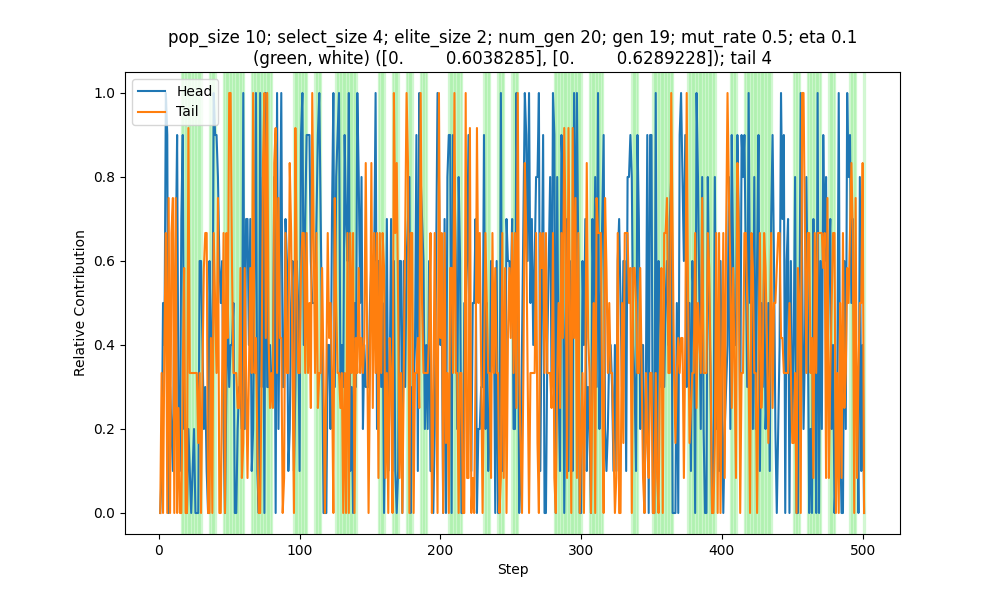 pop_size 10; select_size 4; elite_size 2; num_gen 20; gen 19; mut_rate 0.5; eta 0.1
(green, white) ([0. 0.6038285], [0. 0.6289228]); tail 4
Head
Tail
1.0
0.8
0.6
0.4
0.2
0.0
Relative Contribution
0 100 200 300 400 500
Step